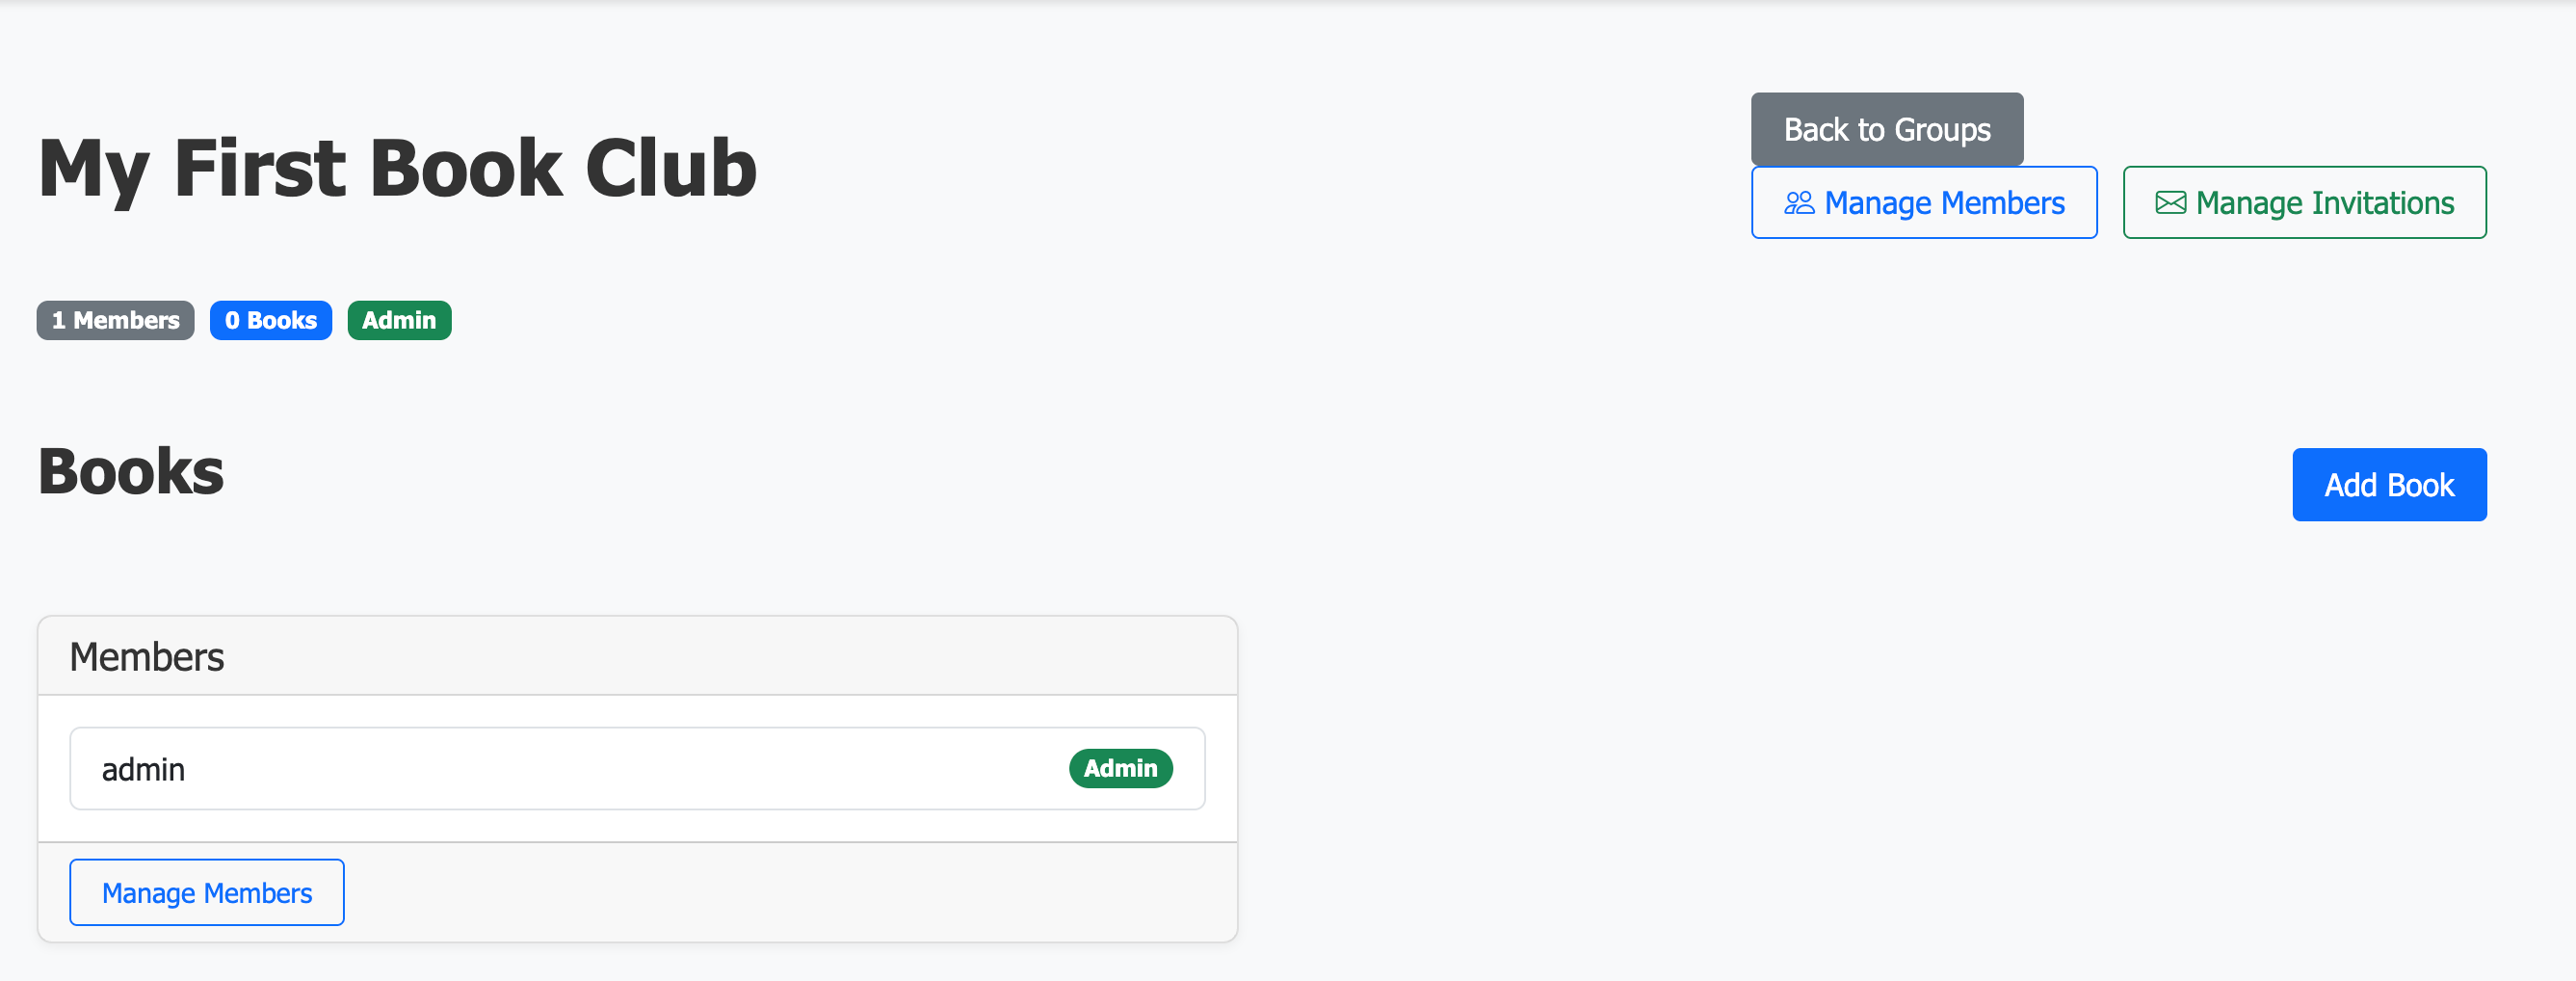 My First Book Club
Back to Groups
Manage Members
Manage Invitations
1 Members
0 Books
Admin
Books
Add Book
Members
admin
Admin
Manage Members